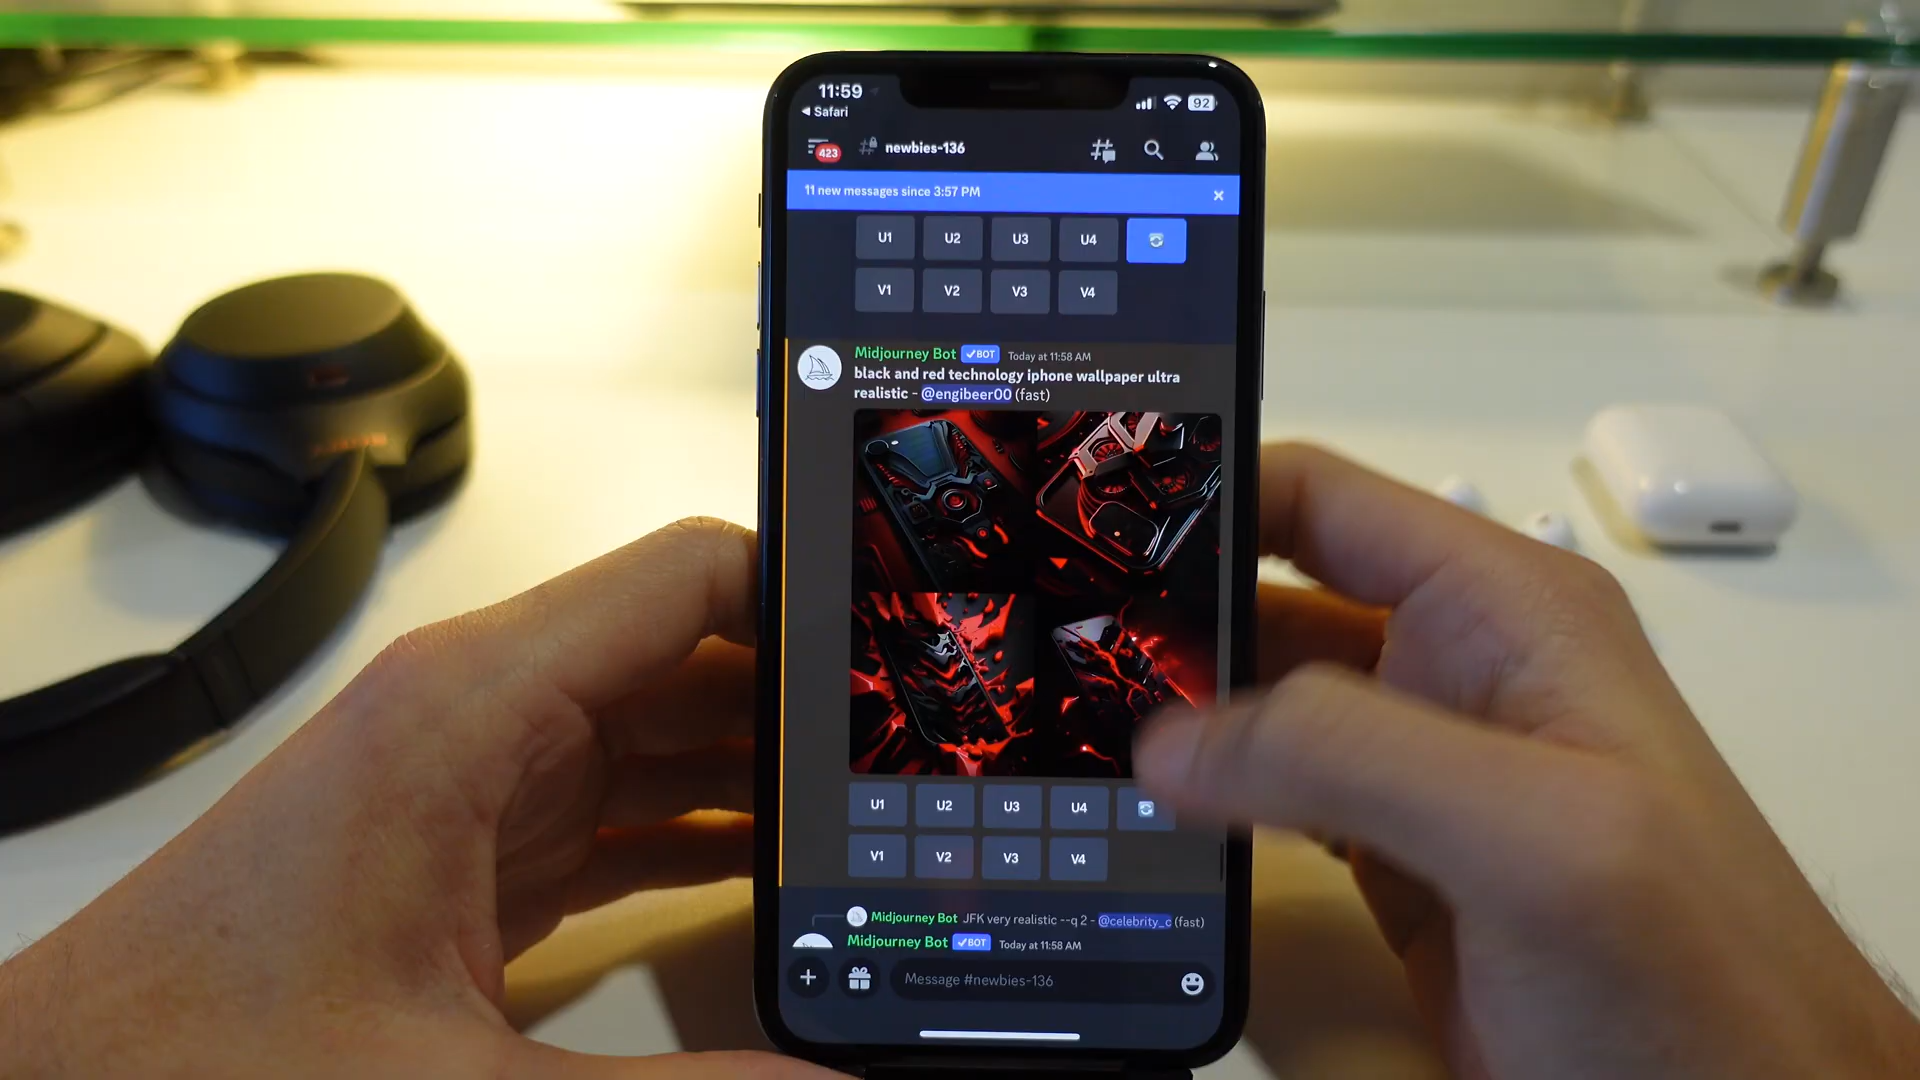 11:59
92
◀ Safari
423
newbies-136
11 new messages since 3:57 PM
U1 U2 U3 U4
V1 V2 V3 V4
Midjourney Bot ✓BOT Today at 11:58 AM
black and red technology iphone wallpaper ultra
realistic - @engibeer00 (fast)
U1 U2 U3 U4
V1 V2 V3 V4
Midjourney Bot JFK very realistic --q 2 - @celebrity_c (fast)
Midjourney Bot ✓BOT Today at 11:58 AM
Message #newbies-136